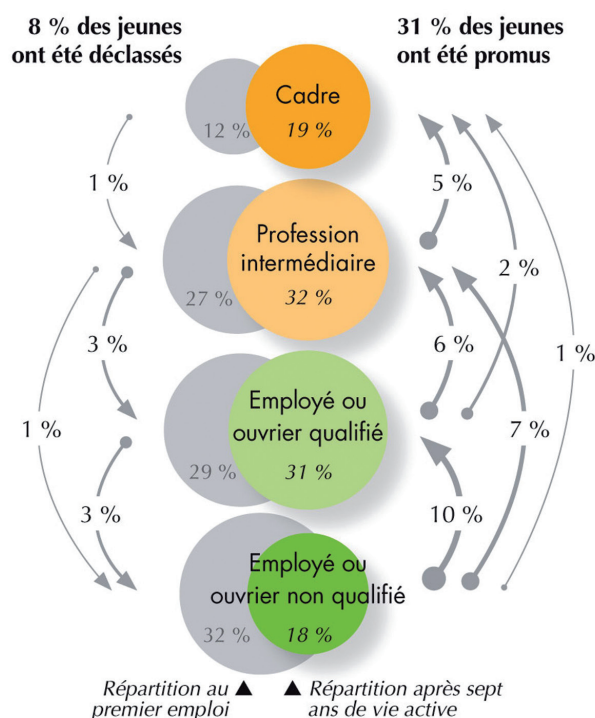 8 % des jeunes
ont été déclassés
31 % des jeunes
ont été promus
Cadre
12 %
19 %
1 %
5 %
Profession
intermédiaire
27 %
32 %
2 %
3 %
6 %
1 %
Employé ou
ouvrier qualifié
29 %
31 %
1 %
7 %
3 %
10 %
Employé ou
ouvrier non qualifié
32 %
18 %
Répartition au ▲
premier emploi
▲ Répartition après sept
ans de vie active